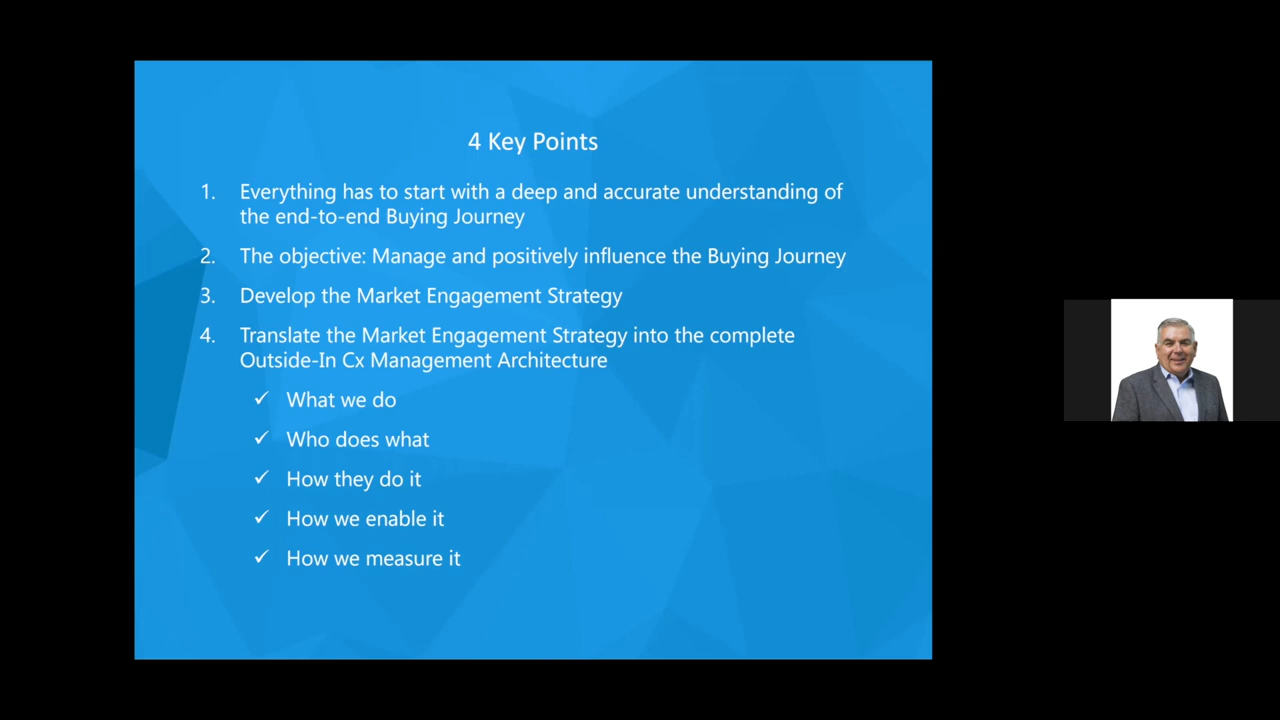 4 Key Points
1. Everything has to start with a deep and accurate understanding of
the end-to-end Buying Journey
2. The objective: Manage and positively influence the Buying Journey
3. Develop the Market Engagement Strategy
4. Translate the Market Engagement Strategy into the complete
Outside-In Cx Management Architecture
✓ What we do
✓ Who does what
✓ How they do it
✓ How we enable it
✓ How we measure it